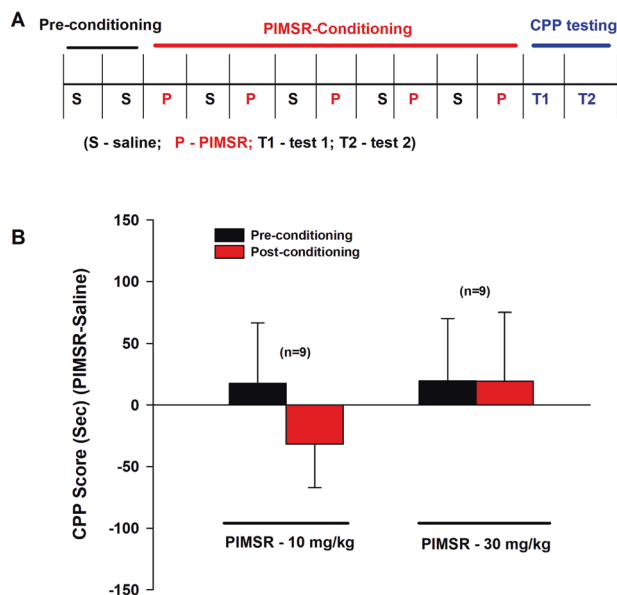 A
Pre-conditioning PIMSR-Conditioning CPP testing
S S P S P S P S P S P T1 T2
(S - saline; P - PIMSR; T1 - test 1; T2 - test 2)
B
CPP Score (Sec) (PIMSR-Saline)
150
100
50
0
-50
-100
-150
Pre-conditioning
Post-conditioning
(n=9)
(n=9)
PIMSR - 10 mg/kg PIMSR - 30 mg/kg